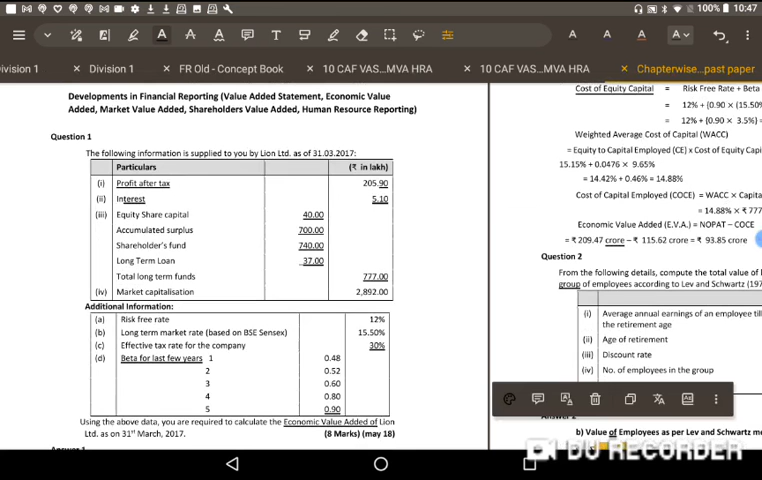 10:47
100%
ivision 1
Division 1
FR Old - Concept Book
10 CAF VAS...MVA HRA
10 CAF VAS...MVA HRA
Chapterwise...past paper
Developments in Financial Reporting (Value Added Statement, Economic Value
Added, Market Value Added, Shareholders Value Added, Human Resource Reporting)
Question 1
The following information is supplied to you by Lion Ltd. as of 31.03.2017:
Particulars (₹ in lakh)
(i) Profit after tax 205.90
(ii) Interest 5.10
(iii) Equity Share capital 40.00
Accumulated surplus 700.00
Shareholder's fund 740.00
Long Term Loan 37.00
Total long term funds 777.00
(iv) Market capitalisation 2,892.00
Additional Information:
(a) Risk free rate 12%
(b) Long term market rate (based on BSE Sensex) 15.50%
(c) Effective tax rate for the company 30%
(d) Beta for last few years 1 0.48
2 0.52
3 0.60
4 0.80
5 0.90
Using the above data, you are required to calculate the Economic Value Added of Lion
Ltd. as on 31st March, 2017. (8 Marks) (may 18)
Cost of Equity Capital = Risk Free Rate + Beta
= 12% + (0.90 × (15.50%
= 12% + (0.90 × 3.5%) =
Weighted Average Cost of Capital (WACC)
= Equity to Capital Employed (CE) x Cost of Equity Capi
15.15% + 0.0476 × 9.65%
= 14.42% + 0.46% = 14.88%
Cost of Capital Employed (COCE) = WACC × Capita
= 14.88% × ₹ 777
Economic Value Added (E.V.A.) = NOPAT – COCE
= ₹ 209.47 crore – ₹ 115.62 crore = ₹ 93.85 crore
Question 2
From the following details, compute the total value of
group of employees according to Lev and Schwartz (197
(i) Average annual earnings of an employee till
the retirement age
(ii) Age of retirement
(iii) Discount rate
(iv) No. of employees in the group
b) Value of Employees as per Lev and Schwartz me
DU RECORDER